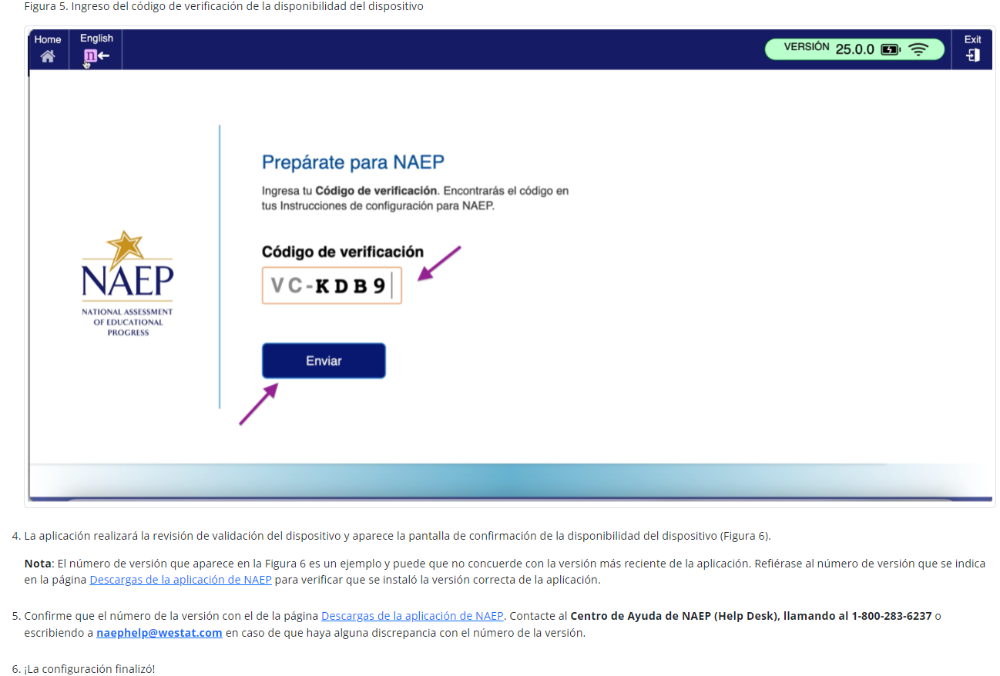 Figura 5. Ingreso del código de verificación de la disponibilidad del dispositivo
Home
English
n
VERSIÓN 25.0.0
Exit
Prepárate para NAEP
Ingresa tu Código de verificación. Encontrarás el código en
tus Instrucciones de configuración para NAEP.
Código de verificación
VC-KDB9
Enviar
NAEP
NATIONAL ASSESSMENT
OF EDUCATIONAL
PROGRESS
4. La aplicación realizará la revisión de validación del dispositivo y aparece la pantalla de confirmación de la disponibilidad del dispositivo (Figura 6).
Nota: El número de versión que aparece en la Figura 6 es un ejemplo y puede que no concuerde con la versión más reciente de la aplicación. Refiérase al número de versión que se indica
en la página Descargas de la aplicación de NAEP para verificar que se instaló la versión correcta de la aplicación.
5. Confirme que el número de la versión con el de la página Descargas de la aplicación de NAEP. Contacte al Centro de Ayuda de NAEP (Help Desk), llamando al 1-800-283-6237 o
escribiendo a naephelp@westat.com en caso de que haya alguna discrepancia con el número de la versión.
6. ¡La configuración finalizó!